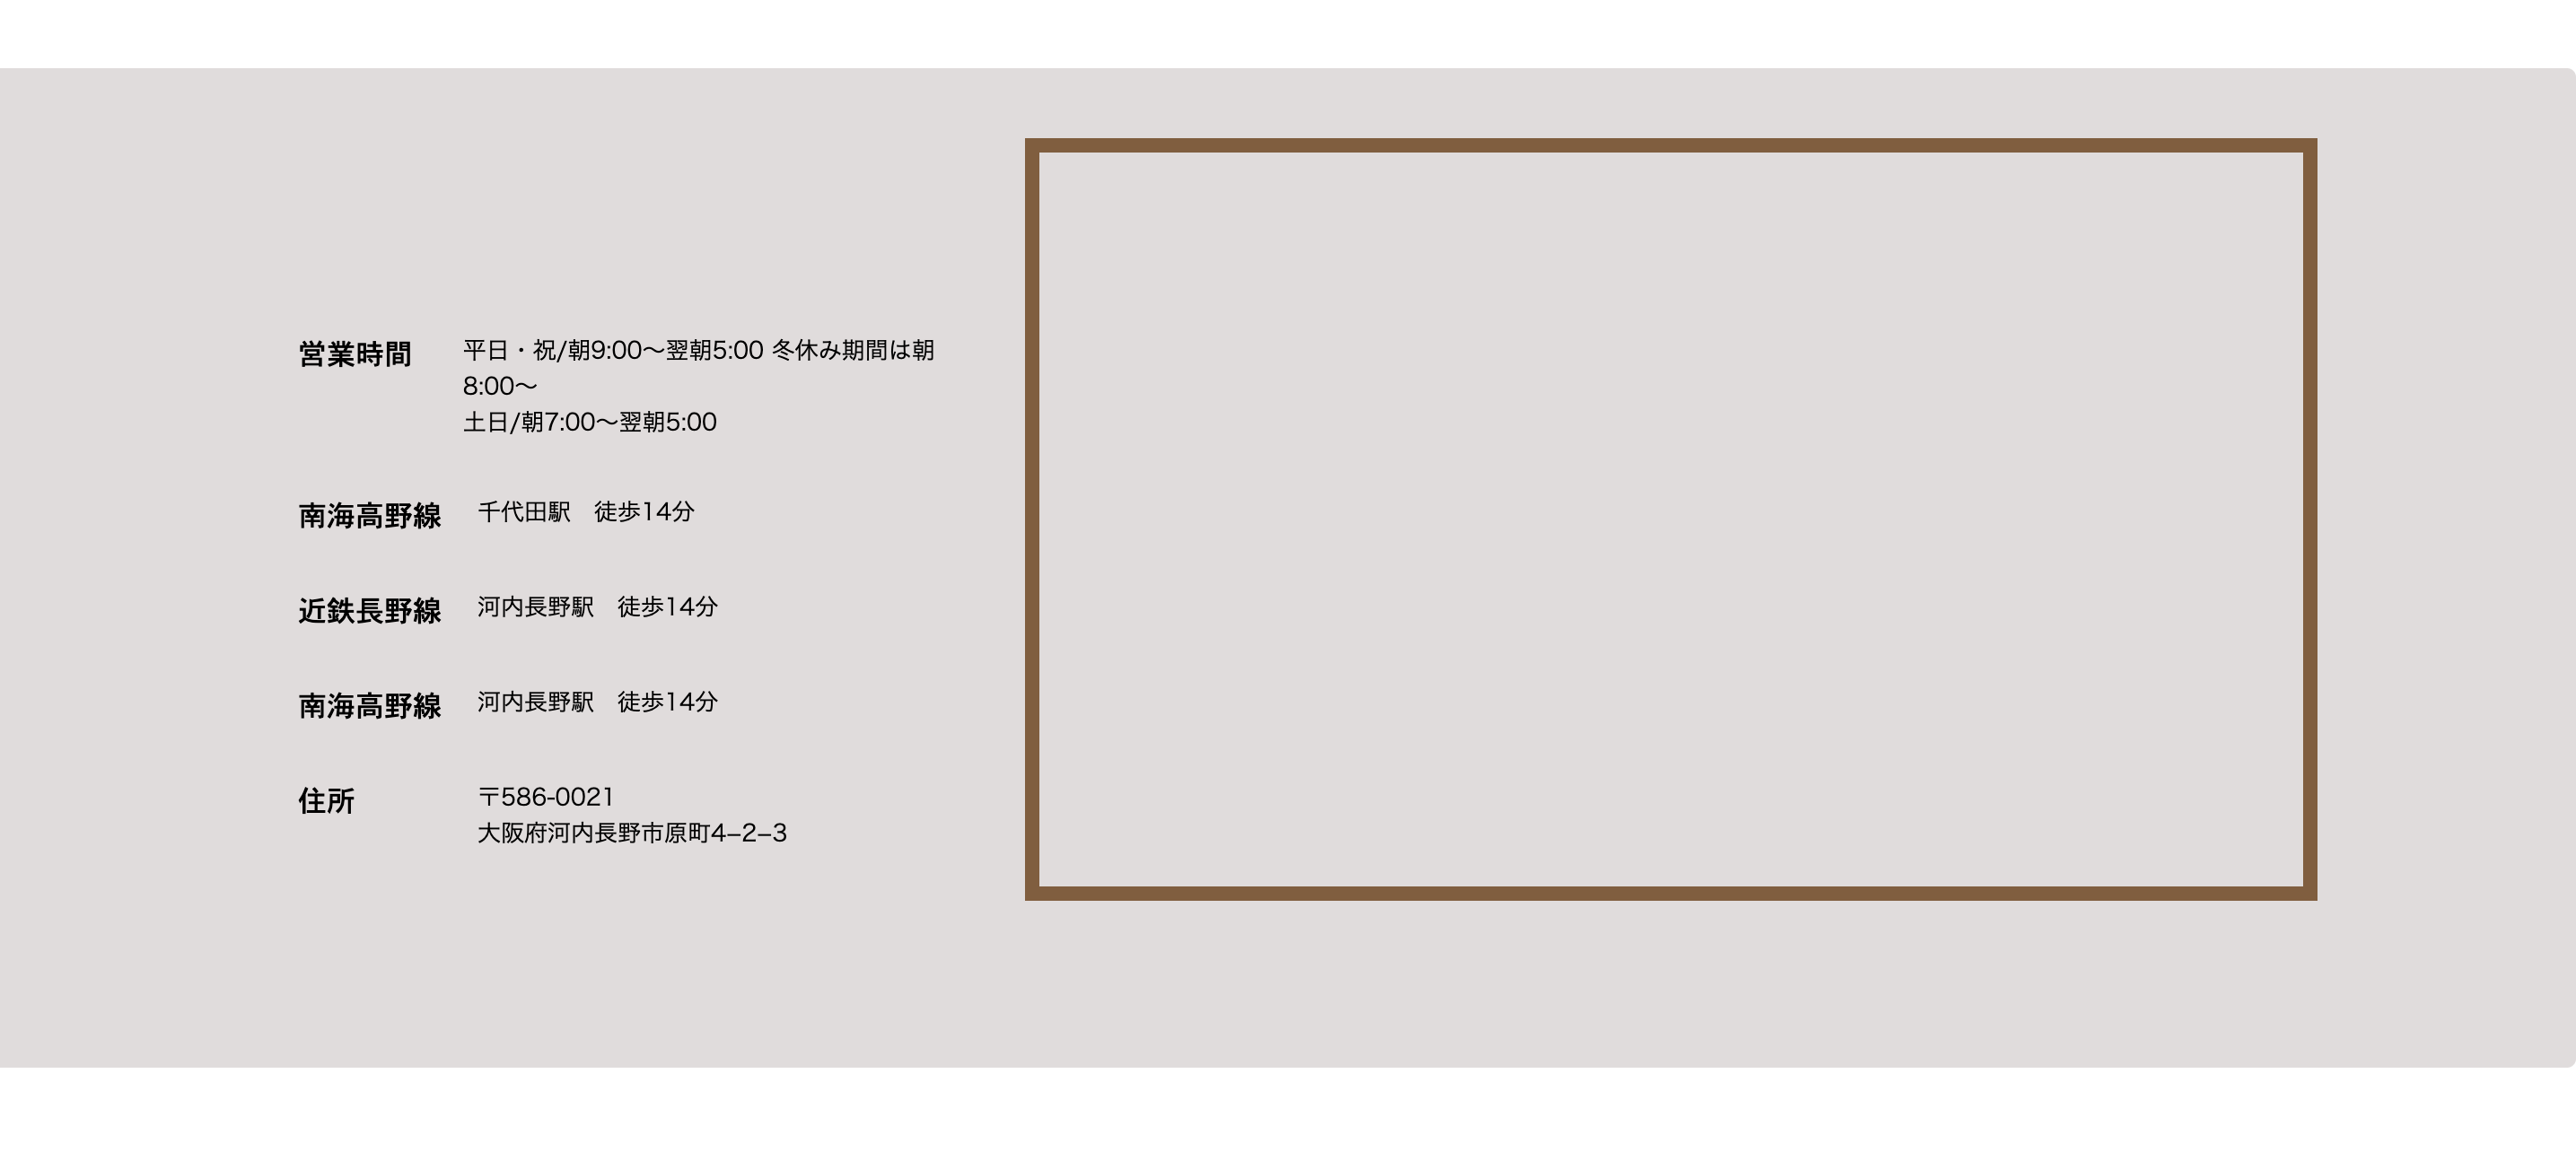 営業時間 平日・祝/朝9:00〜翌朝5:00 冬休み期間は朝
8:00〜
土日/朝7:00〜翌朝5:00
南海高野線 千代田駅　徒歩14分
近鉄長野線 河内長野駅　徒歩14分
南海高野線 河内長野駅　徒歩14分
住所 〒586-0021
大阪府河内長野市原町4−2−3